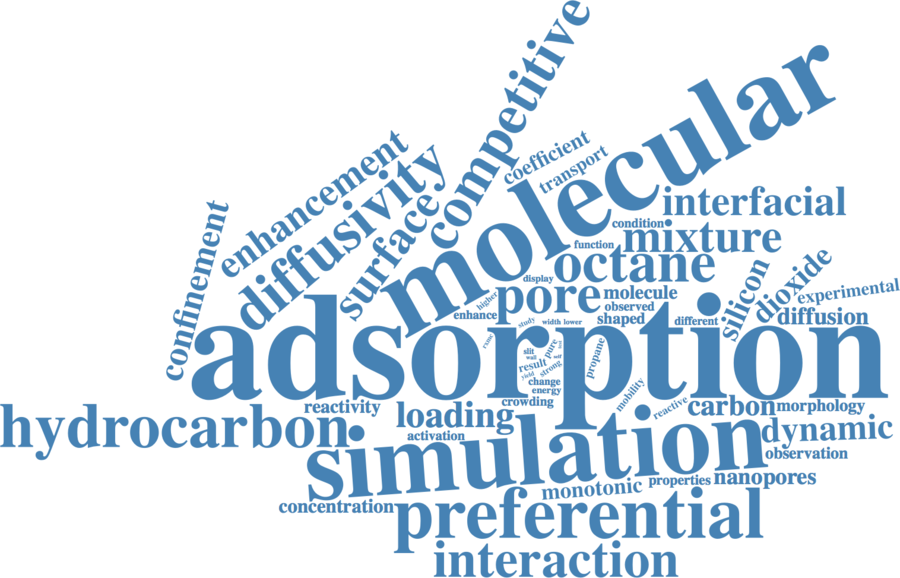 competitive
molecular
enhancement
coefficient
transport
diffusivity
surface
confinement
interfacial
condition
mixture
function
octane
display
silicon
dioxide
experimental
pore
molecule
higher
observed
enhance
shaped
different
diffusion
study
width
lower
adsorption
slit
pure
wall
result
strong
yield
propane
change
energy
crowding
mobility
hydrocarbon
reactivity
loading
activation
reactive
carbon
morphology
simulation
dynamic
observation
concentration
monotonic
properties
nanopores
preferential
interaction